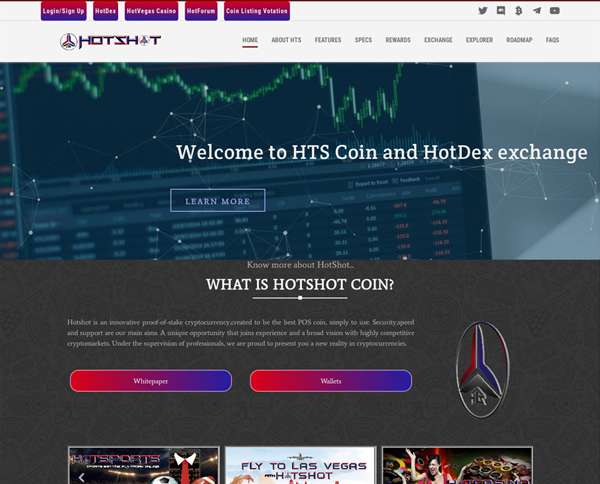 Login/Sign Up HotDex HotVegas Casino HotForum Coin Listing Votation
HOTSHOT
HOME ABOUT HTS FEATURES SPECS REWARDS EXCHANGE EXPLORER ROADMAP FAQS
Welcome to HTS Coin and HotDex exchange
Export to Excel Feedback
LEARN MORE
Know more about HotShot...
WHAT IS HOTSHOT COIN?
Hotshot is an innovative proof-of-stake cryptocurrency,created to be the best POS coin, simply to use. Security,speed
and support are our main aims. A unique opportunity that joins experience and a broad vision with highly competitive
cryptomarkets. Under the supervision of professionals, we are proud to present you a new reality in cryptocurrencies.
Whitepaper Wallets
HOTSPORTS
FLY TO LAS VEGAS
WITH HOTSHOT